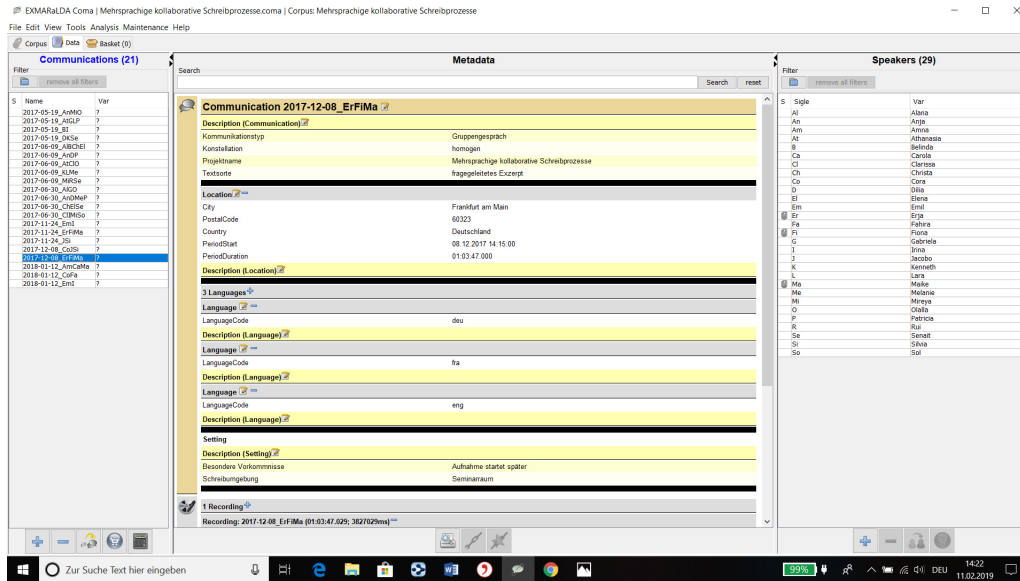 EXMARaLDA Coma | Mehrsprachige kollaborative Schreibprozesse.coma | Corpus: Mehrsprachige kollaborative Schreibprozesse
File Edit View Tools Analysis Maintenance Help
Corpus Data Basket (0)
Communications (21)
Filter
remove all filters
S Name Var
2017-05-19_AnMiO ?
2017-05-19_AtGLP ?
2017-05-19_BI ?
2017-05-19_DKSe ?
2017-06-09_AlBChEl ?
2017-06-09_AnDP ?
2017-06-09_AtClO ?
2017-06-09_KLMe ?
2017-06-09_MiRSe ?
2017-06-30_AlGO ?
2017-06-30_AnDMeP ?
2017-06-30_ChElSe ?
2017-06-30_ClIMiSo ?
2017-11-24_EmI ?
2017-11-24_ErFiMa ?
2017-11-24_JSi ?
2017-12-08_CoJSi ?
2017-12-08_ErFiMa ?
2018-01-12_AmCaMa ?
2018-01-12_CoFa ?
2018-01-12_EmI ?
Metadata
Search
Search reset
Communication 2017-12-08_ErFiMa
Description (Communication)
Kommunikationstyp Gruppengespräch
Konstellation homogen
Projektname Mehrsprachige kollaborative Schreibprozesse
Textsorte fragegeleitetes Exzerpt
Location
City Frankfurt am Main
PostalCode 60323
Country Deutschland
PeriodStart 08.12.2017 14:15:00
PeriodDuration 01:03:47.000
Description (Location)
3 Languages
Language
LanguageCode deu
Description (Language)
Language
LanguageCode fra
Description (Language)
Language
LanguageCode eng
Description (Language)
Setting
Description (Setting)
Besondere Vorkommnisse Aufnahme startet später
Schreibumgebung Seminarraum
1 Recording
Recording: 2017-12-08_ErFiMa (01:03:47.029; 3827029ms)
Speakers (29)
Filter
remove all filters
S Sigle Var
Al Alana
An Anja
Am Amna
At Athanasia
B Belinda
Ca Carola
Cl Clarissa
Ch Christa
Co Cora
D Dilia
El Elena
Em Emil
Er Erja
Fa Fahira
Fi Fiona
G Gabriela
I Irina
J Jacobo
K Kenneth
L Lara
Ma Maike
Me Melanie
Mi Mireya
O Olalla
P Patricia
R Rui
Se Senait
Si Silvia
So Sol
Zur Suche Text hier eingeben
99%
DEU
14:22
11.02.2019